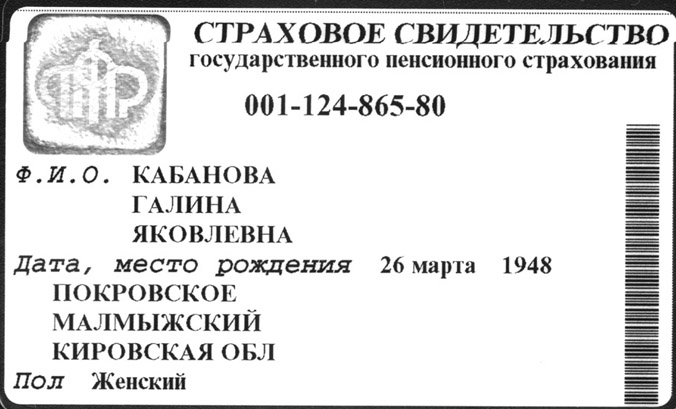 СТРАХОВОЕ СВИДЕТЕЛЬСТВО
государственного пенсионного страхования
001-124-865-80
Ф.И.О. КАБАНОВА
ГАЛИНА
ЯКОВЛЕВНА
Дата, место рождения 26 марта 1948
ПОКРОВСКОЕ
МАЛМЫЖСКИЙ
КИРОВСКАЯ ОБЛ
Пол Женский